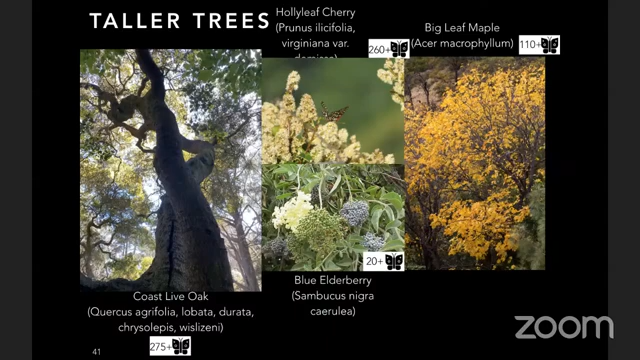 TALLER TREES
Hollyleaf Cherry
(Prunus ilicifolia,
virginiana var.
260+
Big Leaf Maple
(Acer macrophyllum)
110+
20+
Blue Elderberry
(Sambucus nigra
caerulea)
Coast Live Oak
(Quercus agrifolia, lobata, durata,
chrysolepis, wislizeni)
275+
41
zoom